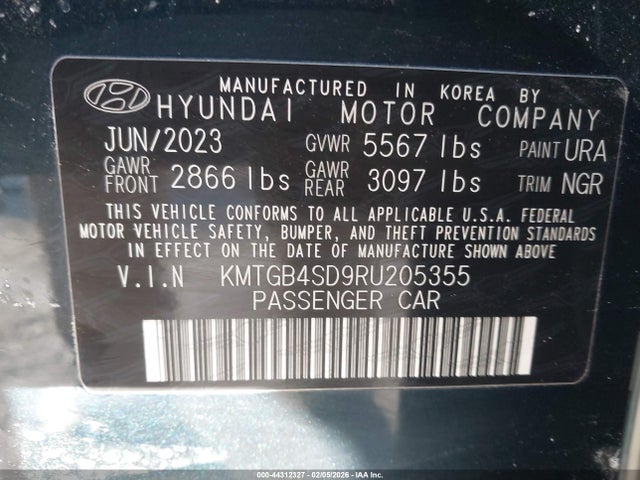 MANUFACTURED IN KOREA BY
HYUNDAI MOTOR COMPANY
JUN/2023 GVWR 5567 lbs PAINT URA
GAWR FRONT 2866 lbs GAWR REAR 3097 lbs TRIM NGR
THIS VEHICLE CONFORMS TO ALL APPLICABLE U.S.A. FEDERAL
MOTOR VEHICLE SAFETY, BUMPER, AND THEFT PREVENTION STANDARDS
IN EFFECT ON THE DATE OF MANUFACTURE SHOWN ABOVE
V.I.N KMTGB4SD9RU205355
PASSENGER CAR
000-44312327 - 02/05/2026 - IAA Inc.